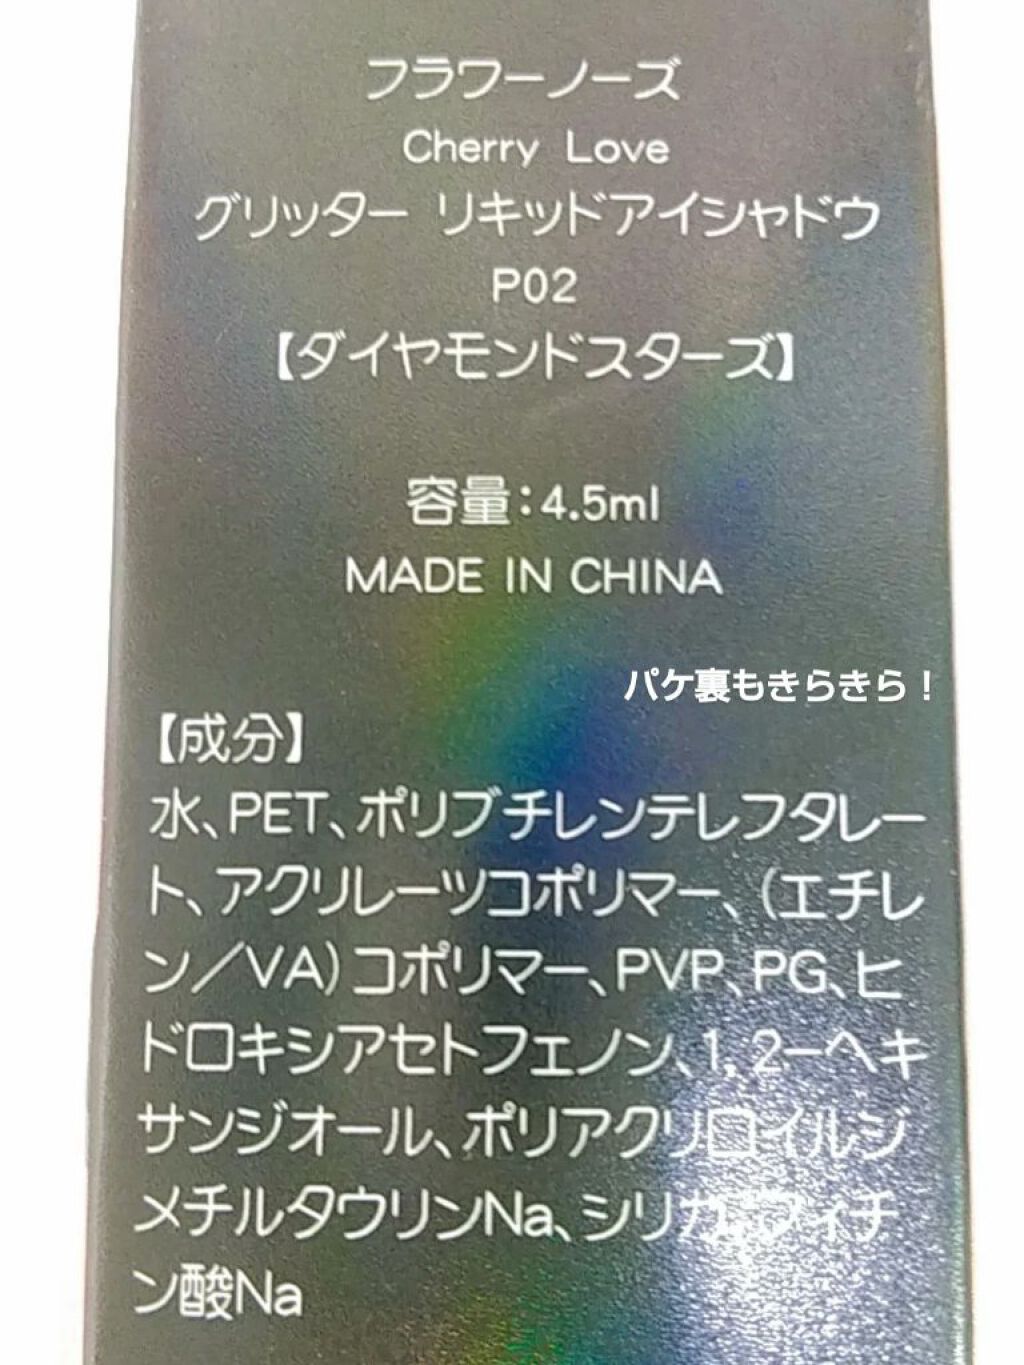 フラワーノーズ
Cherry Love
グリッター リキッドアイシャドウ
P02
【ダイヤモンドスターズ】
容量：4.5ml
MADE IN CHINA
パケ裏もきらきら！
【成分】
水、PET、ポリブチレンテレフタレー
ト、アクリレーツコポリマー、（エチレ
ン／VA）コポリマー、PVP、PG、ヒ
ドロキシアセトフェノン、1，2－ヘキ
サンジオール、ポリアクリロイルジ
メチルタウリンNa、シリカ、フィチ
ン酸Na